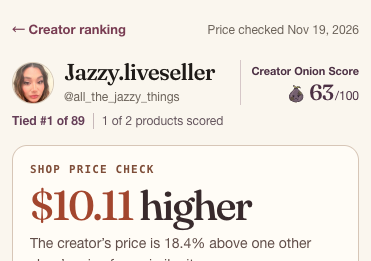 ← Creator ranking
Price checked Nov 19, 2026
Jazzy.liveseller
@all_the_jazzy_things
Creator Onion Score
63/100
Tied #1 of 89
1 of 2 products scored
SHOP PRICE CHECK
$10.11 higher
The creator's price is 18.4% above one other